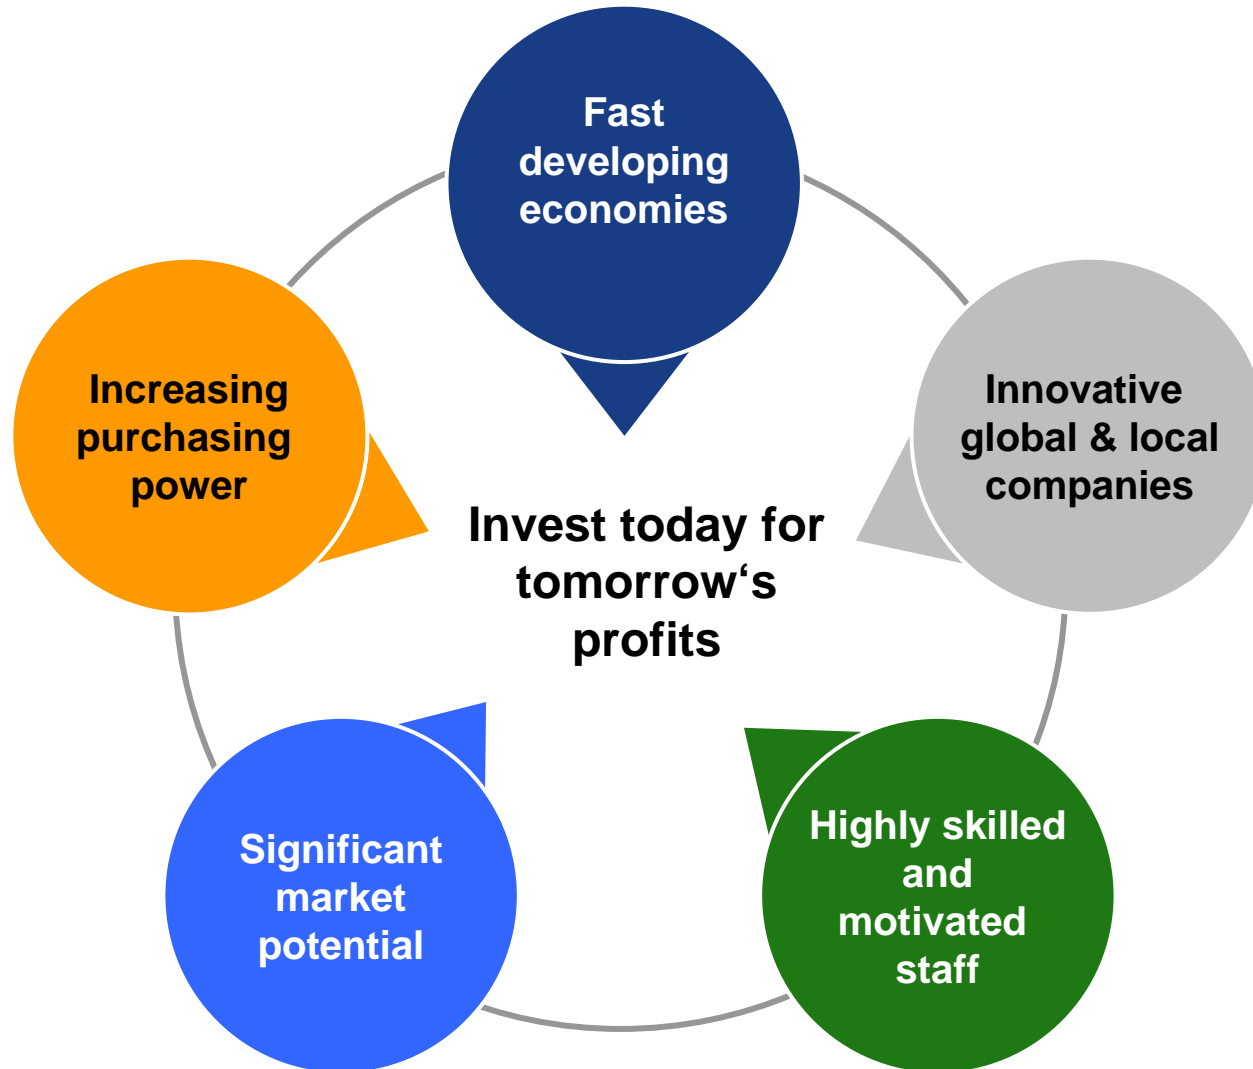 Fast
developing
economies
Increasing
purchasing
power
Innovative
global & local
companies
Invest today for
tomorrow‘s
profits
Significant
market
potential
Highly skilled
and
motivated
staff